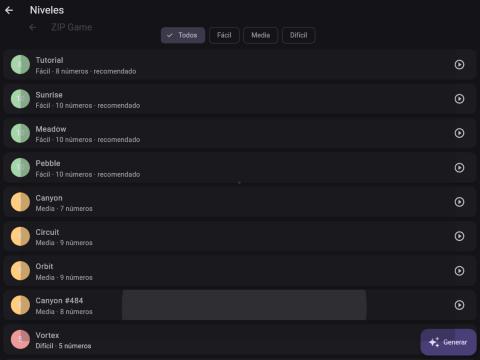 Niveles
ZIP Game
Todos
Fácil
Media
Difícil
Tutorial
Fácil · 8 números · recomendado
Sunrise
Fácil · 10 números · recomendado
Meadow
Fácil · 10 números · recomendado
Pebble
Fácil · 10 números · recomendado
Canyon
Media · 7 números
Circuit
Media · 9 números
Orbit
Media · 9 números
Canyon #484
Media · 8 números
Vortex
Difícil · 5 números
Generar